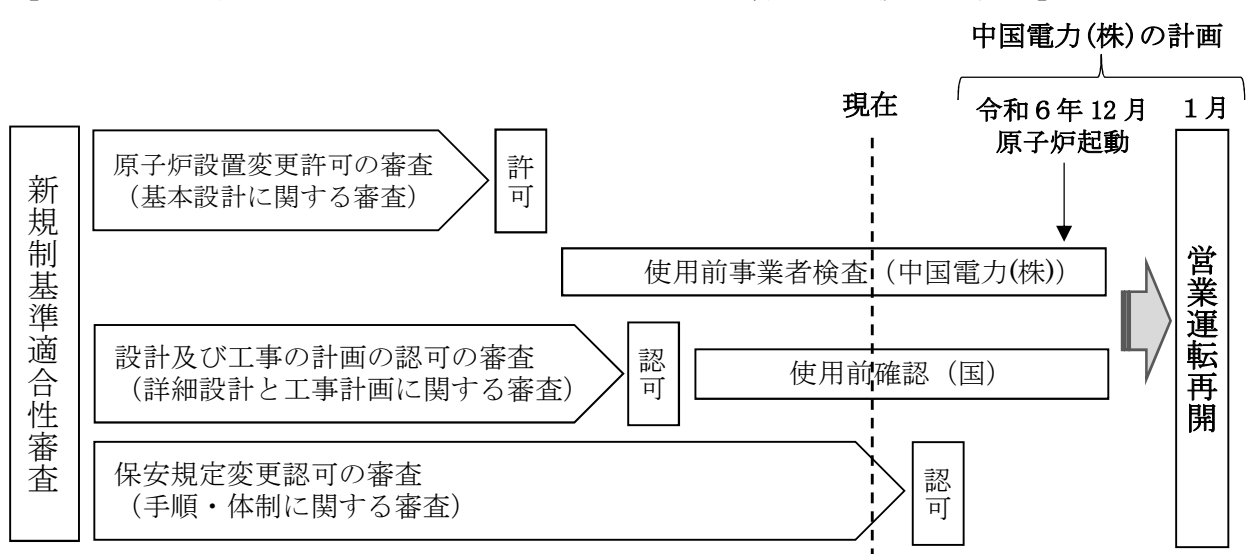 中国電力(株)の計画
現在
令和6年12月
原子炉起動
1月
新規制基準適合性審査
原子炉設置変更許可の審査
(基本設計に関する審査)
許可
使用前事業者検査(中国電力(株))
設計及び工事の計画の認可の審査
(詳細設計と工事計画に関する審査)
認可
使用前確認(国)
保安規定変更認可の審査
(手順・体制に関する審査)
認可
営業運転再開